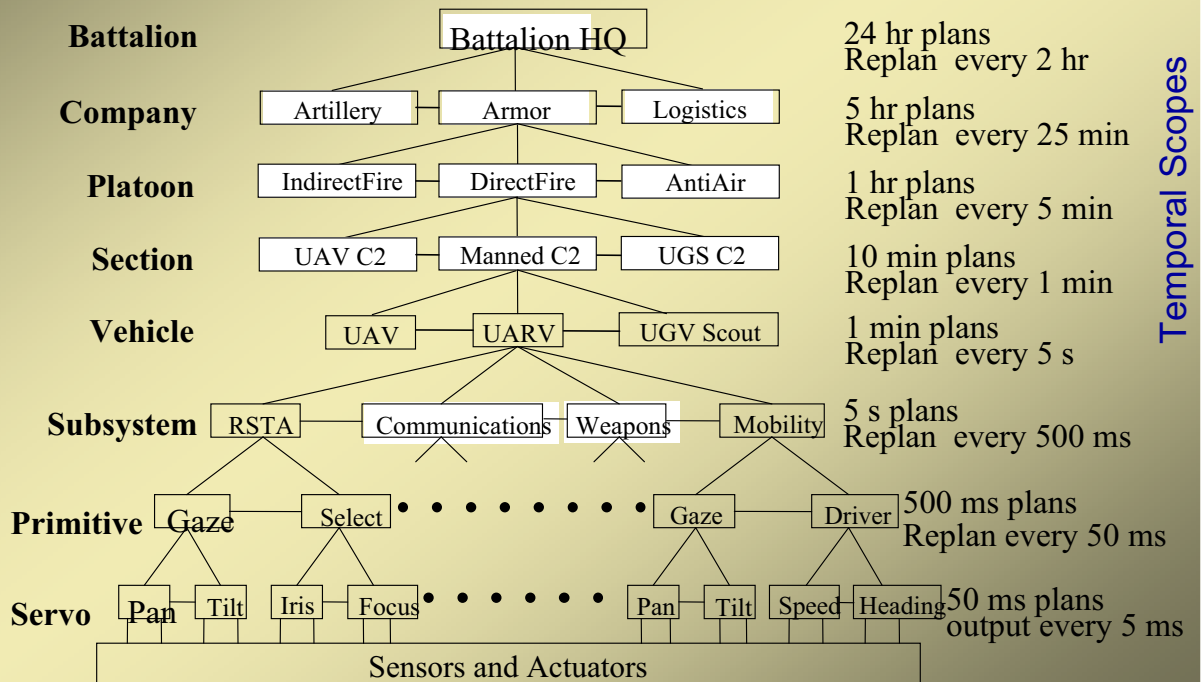 Battalion
Battalion HQ
24 hr plans
Replan every 2 hr
Company
Artillery
Armor
Logistics
5 hr plans
Replan every 25 min
Platoon
IndirectFire
DirectFire
AntiAir
1 hr plans
Replan every 5 min
Section
UAV C2
Manned C2
UGS C2
10 min plans
Replan every 1 min
Vehicle
UAV
UARV
UGV Scout
1 min plans
Replan every 5 s
Subsystem
RSTA
Communications
Weapons
Mobility
5 s plans
Replan every 500 ms
Primitive
Gaze
Select
Gaze
Driver
500 ms plans
Replan every 50 ms
Servo
Pan
Tilt
Iris
Focus
Pan
Tilt
Speed
Heading
50 ms plans
output every 5 ms
Sensors and Actuators
Temporal Scopes